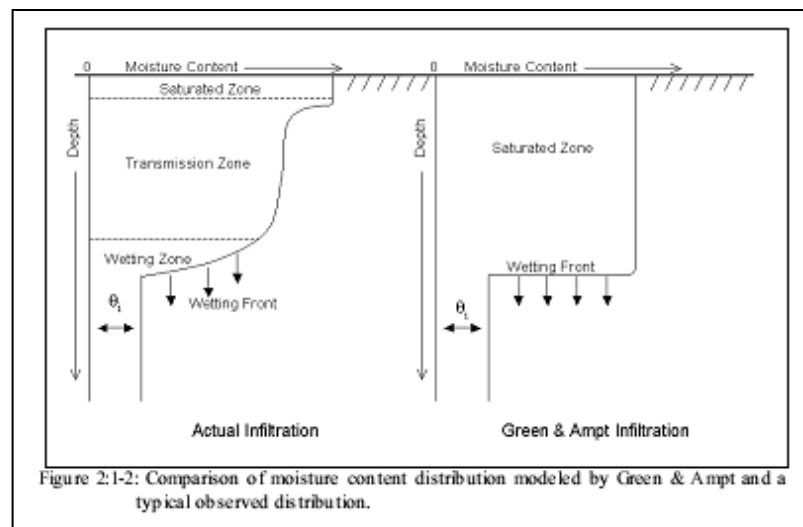 0 Moisture Content
Saturated Zone
Depth
Transmission Zone
Wetting Zone
Wetting Front
θi
Actual Infiltration
0 Moisture Content
Depth
Saturated Zone
Wetting Front
θi
Green & Ampt Infiltration
Figure 2:1-2: Comparison of moisture content distribution modeled by Green & Ampt and a
typical observed distribution.